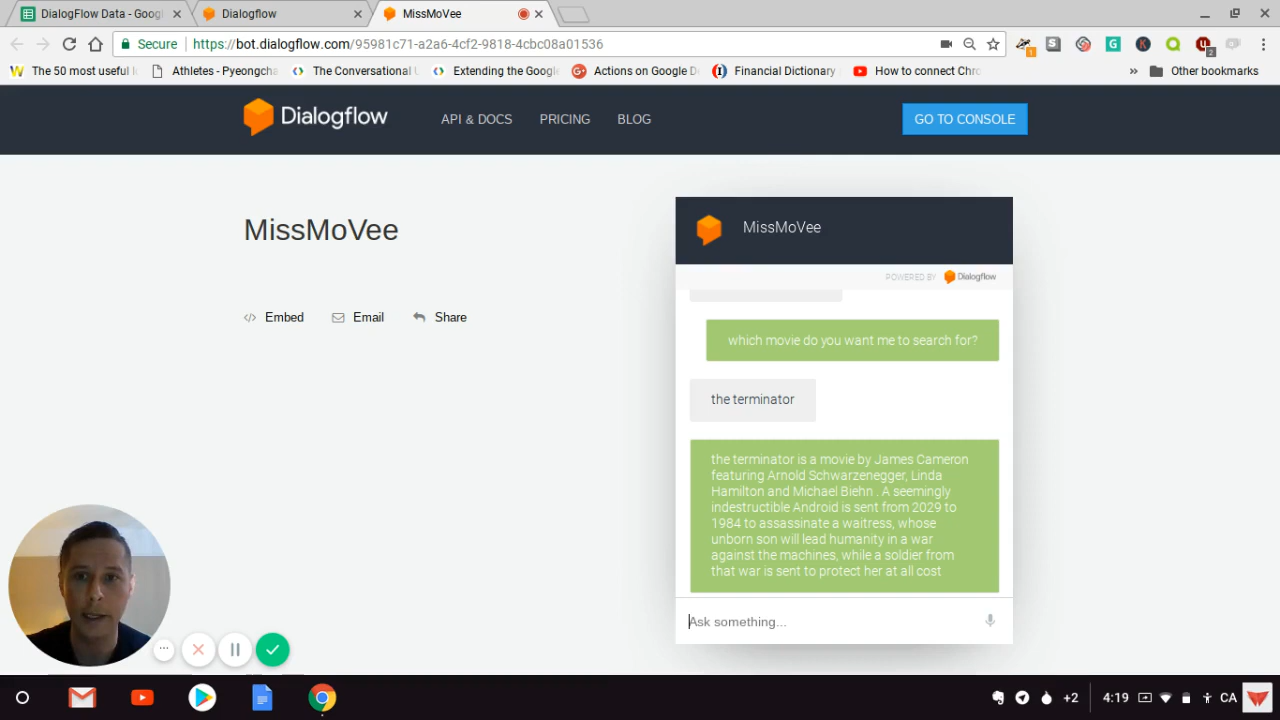 DialogFlow Data - Goog
Dialogflow
MissMoVee
Secure
https://bot.dialogflow.com/95981c71-a2a6-4cf2-9818-4cbc08a01536
1
S
G
K
2
The 50 most useful
Athletes - Pyeongcha
The Conversational
Extending the Google
Actions on Google De
Financial Dictionary
How to connect Chro
»
Other bookmarks
Dialogflow
API & DOCS
PRICING
BLOG
GO TO CONSOLE
MissMoVee
Embed
Email
Share
MissMoVee
POWERED BY
Dialogflow
which movie do you want me to search for?
the terminator
the terminator is a movie by James Cameron
featuring Arnold Schwarzenegger, Linda
Hamilton and Michael Biehn . A seemingly
indestructible Android is sent from 2029 to
1984 to assassinate a waitress, whose
unborn son will lead humanity in a war
against the machines, while a soldier from
that war is sent to protect her at all cost
Ask something...
+2
4:19
CA